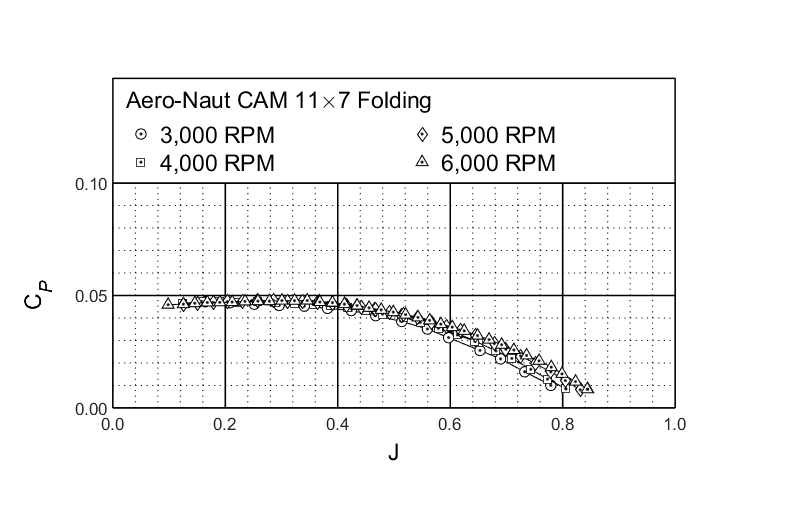 Aero-Naut CAM 11×7 Folding
3,000 RPM 5,000 RPM
4,000 RPM 6,000 RPM
0.10
0.05
0.00
C_P
0.0 0.2 0.4 0.6 0.8 1.0
J